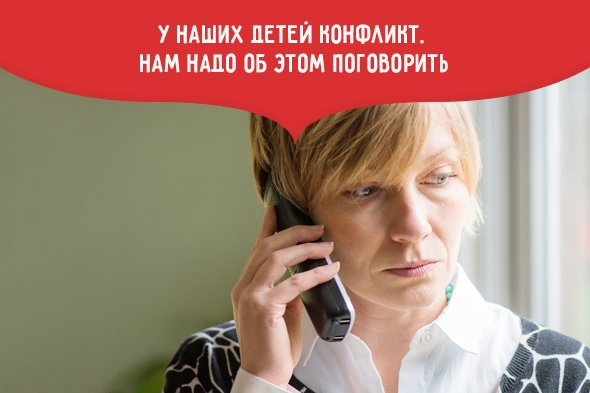 У НАШИХ ДЕТЕЙ КОНФЛИКТ.
НАМ НАДО ОБ ЭТОМ ПОГОВОРИТЬ